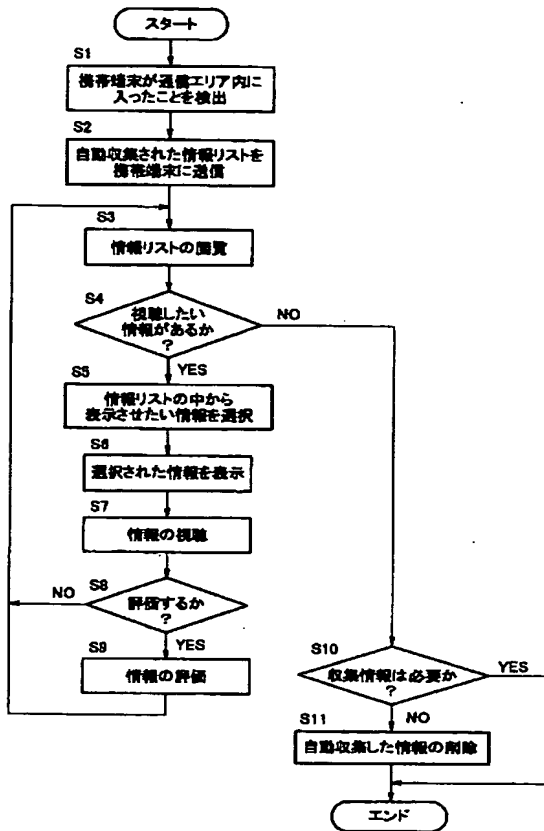 スタート
S1
携帯端末が通信エリア内に
入ったことを検出
S2
自動収集された情報リストを
携帯端末に送信
S3
情報リストの閲覧
S4
視聴したい
情報があるか
?
NO
YES
S5
情報リストの中から
表示させたい情報を選択
S6
選択された情報を表示
S7
情報の視聴
S8
NO
評価するか
?
YES
S9
情報の評価
S10
収集情報は必要か
?
YES
NO
S11
自動収集した情報の削除
エンド